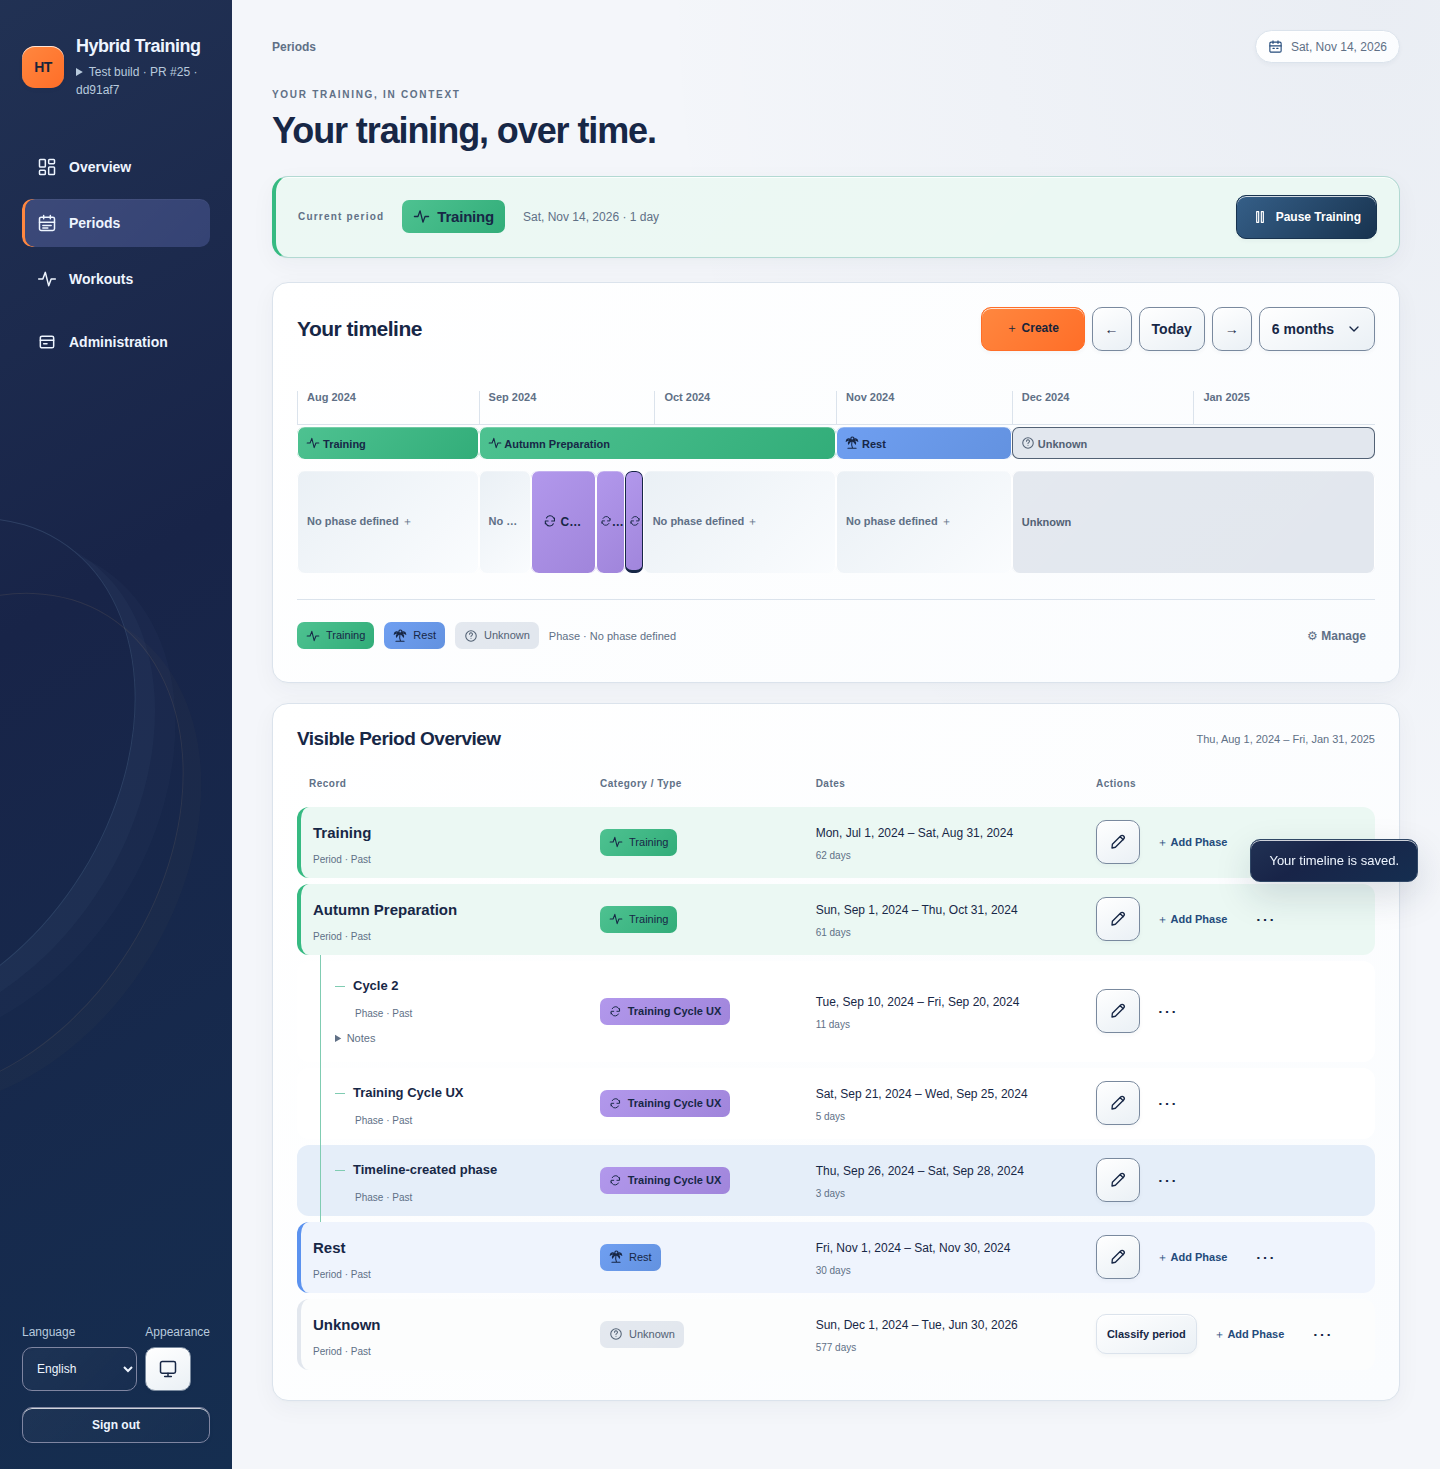 HT
Hybrid Training
▶ Test build · PR #25 ·
dd91af7
Overview
Periods
Workouts
Administration
Language
Appearance
English
Sign out
Periods
Sat, Nov 14, 2026
YOUR TRAINING, IN CONTEXT
Your training, over time.
Current period
Training
Sat, Nov 14, 2026 · 1 day
Pause Training
Your timeline
+ Create
←
Today
→
6 months
Aug 2024
Sep 2024
Oct 2024
Nov 2024
Dec 2024
Jan 2025
Training
Autumn Preparation
Rest
Unknown
No phase defined +
No ...
C...
...
No phase defined +
No phase defined +
Unknown
Training
Rest
Unknown
Phase · No phase defined
⚙ Manage
Visible Period Overview
Thu, Aug 1, 2024 – Fri, Jan 31, 2025
Record
Category / Type
Dates
Actions
Training
Period · Past
Training
Mon, Jul 1, 2024 – Sat, Aug 31, 2024
62 days
+ Add Phase
Your timeline is saved.
Autumn Preparation
Period · Past
Training
Sun, Sep 1, 2024 – Thu, Oct 31, 2024
61 days
+ Add Phase
···
— Cycle 2
Phase · Past
▶ Notes
Training Cycle UX
Tue, Sep 10, 2024 – Fri, Sep 20, 2024
11 days
···
— Training Cycle UX
Phase · Past
Training Cycle UX
Sat, Sep 21, 2024 – Wed, Sep 25, 2024
5 days
···
— Timeline-created phase
Phase · Past
Training Cycle UX
Thu, Sep 26, 2024 – Sat, Sep 28, 2024
3 days
···
Rest
Period · Past
Rest
Fri, Nov 1, 2024 – Sat, Nov 30, 2024
30 days
+ Add Phase
···
Unknown
Period · Past
Unknown
Sun, Dec 1, 2024 – Tue, Jun 30, 2026
577 days
Classify period
+ Add Phase
···